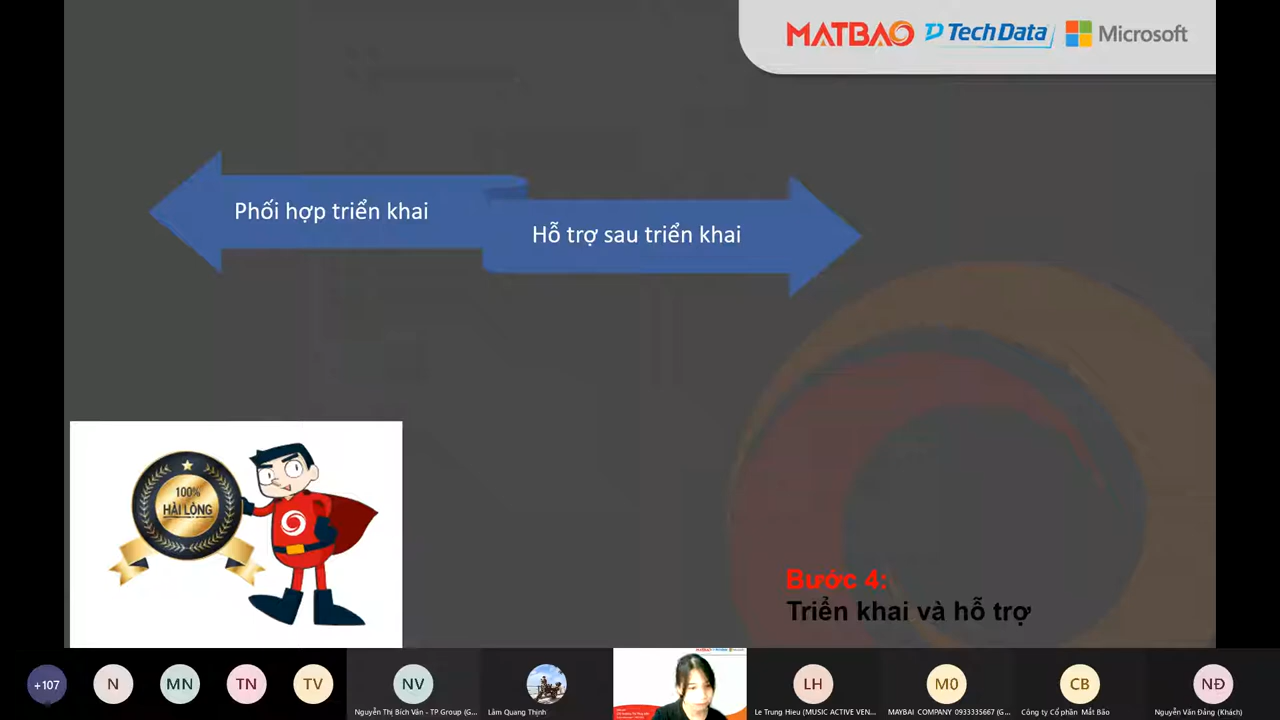 MATBAO TechData Microsoft
Phối hợp triển khai
Hỗ trợ sau triển khai
100%
HÀI LÒNG
Bước 4:
Triển khai và hỗ trợ
+107
N
MN
TN
TV
NV
LH
M0
CB
NĐ
Nguyễn Thị Bích Vân - TP Group (G...
Lâm Quang Thịnh
Le Trung Hieu (MUSIC ACTIVE VEN...
MAYBAI COMPANY 0933335667 (G...
Công ty Cổ phần Mắt Bão
Nguyễn Văn Đảng (Khách)